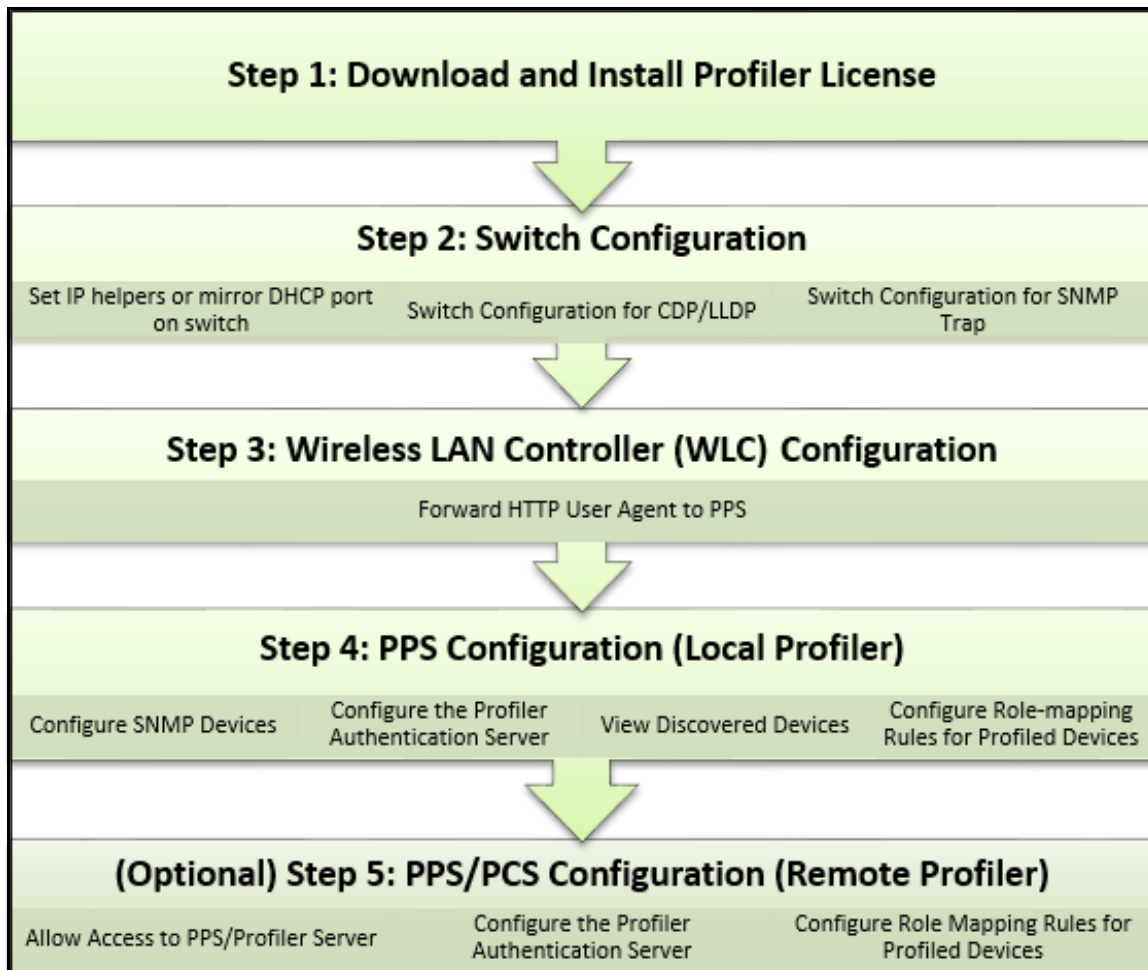 Step 1: Download and Install Profiler License
Step 2: Switch Configuration
Set IP helpers or mirror DHCP port
on switch
Switch Configuration for CDP/LLDP
Switch Configuration for SNMP
Trap
Step 3: Wireless LAN Controller (WLC) Configuration
Forward HTTP User Agent to PPS
Step 4: PPS Configuration (Local Profiler)
Configure SNMP Devices
Configure the Profiler
Authentication Server
View Discovered Devices
Configure Role-mapping
Rules for Profiled Devices
(Optional) Step 5: PPS/PCS Configuration (Remote Profiler)
Allow Access to PPS/Profiler Server
Configure the Profiler
Authentication Server
Configure Role Mapping Rules for
Profiled Devices